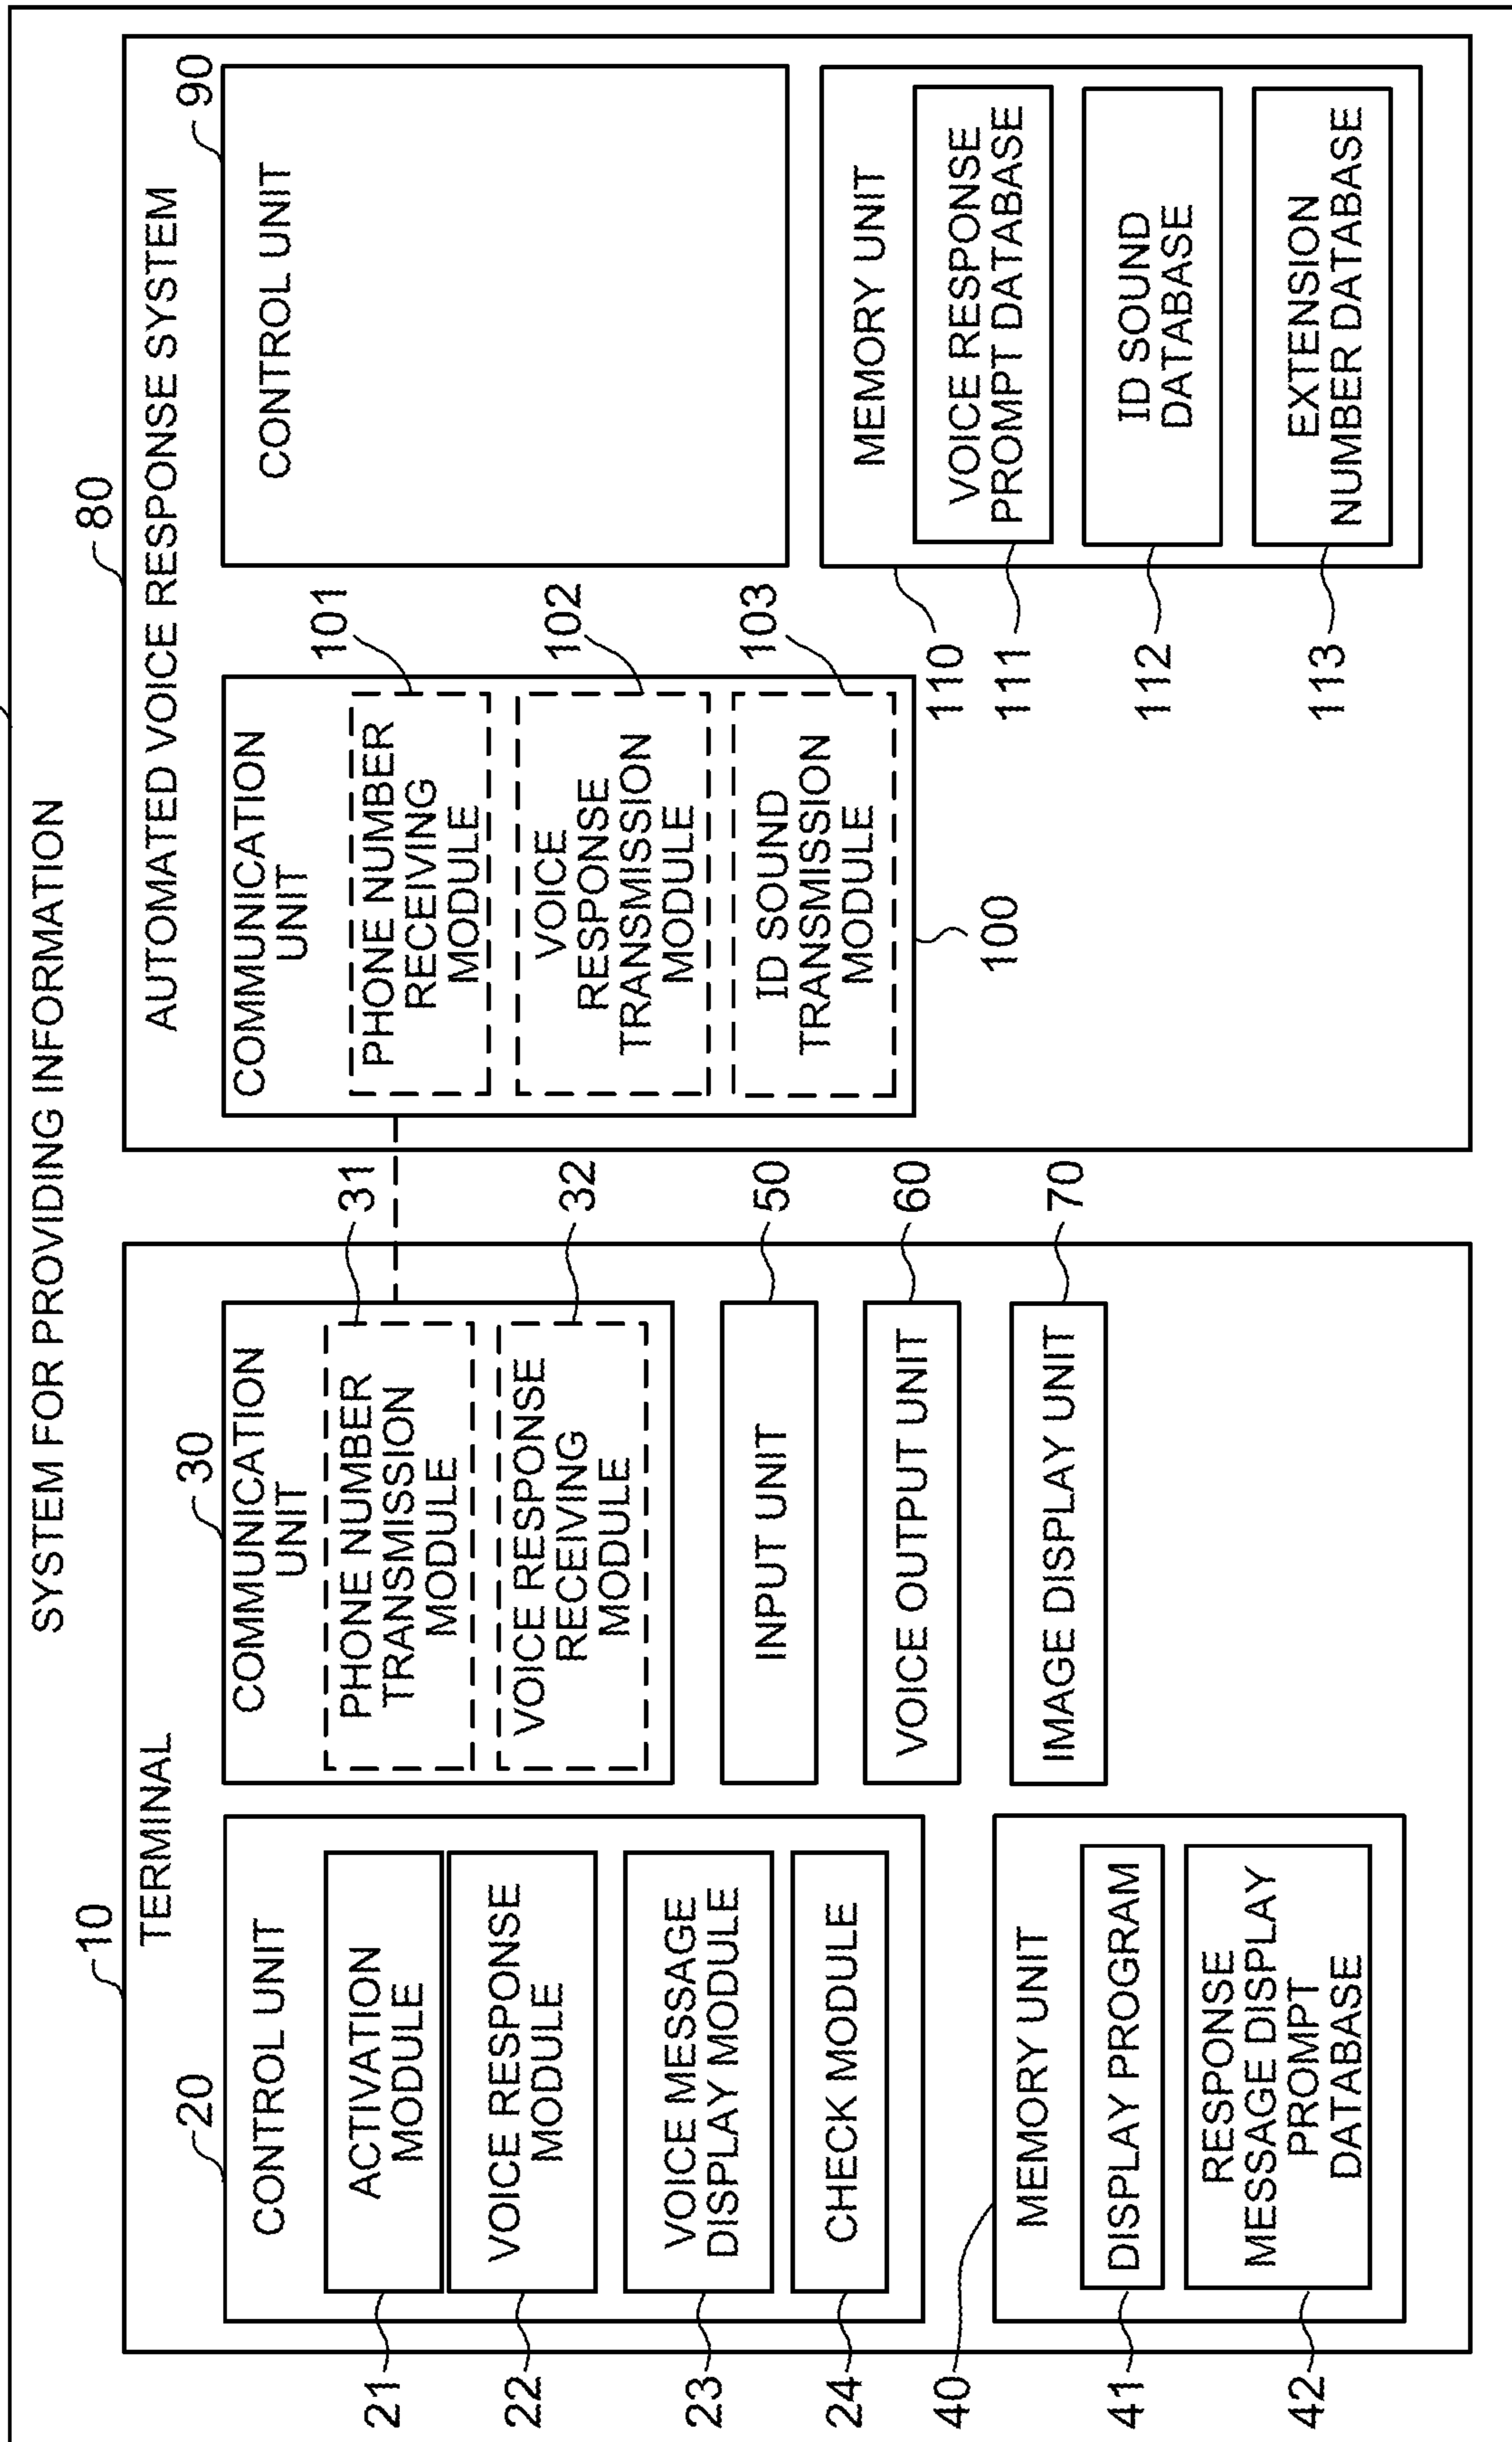 SYSTEM FOR PROVIDING INFORMATION
10
TERMINAL
20
CONTROL UNIT
21
ACTIVATION
MODULE
22
VOICE RESPONSE
MODULE
23
VOICE MESSAGE
DISPLAY MODULE
24
CHECK MODULE
40
MEMORY UNIT
41
DISPLAY PROGRAM
42
RESPONSE
MESSAGE DISPLAY
PROMPT
DATABASE
30
COMMUNICATION
UNIT
31
PHONE NUMBER
TRANSMISSION
MODULE
32
VOICE RESPONSE
RECEIVING
MODULE
50
INPUT UNIT
60
VOICE OUTPUT UNIT
70
IMAGE DISPLAY UNIT
80
AUTOMATED VOICE RESPONSE SYSTEM
COMMUNICATION
UNIT
101
PHONE NUMBER
RECEIVING
MODULE
102
VOICE
RESPONSE
TRANSMISSION
MODULE
103
ID SOUND
TRANSMISSION
MODULE
100
90
CONTROL UNIT
110
MEMORY UNIT
111
VOICE RESPONSE
PROMPT DATABASE
112
ID SOUND
DATABASE
113
EXTENSION
NUMBER DATABASE